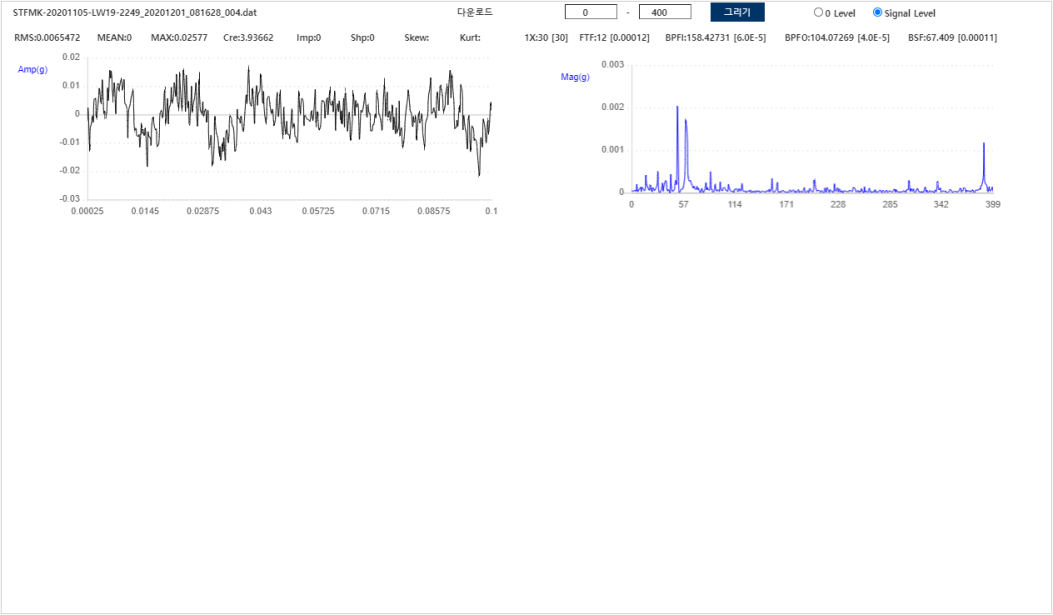 STFMK-20201105-LW19-2249_20201201_081628_004.dat 다운로드 0 - 400 그리기 0 Level Signal Level
RMS:0.0065472 MEAN:0 MAX:0.02577 Cre:3.93662 Imp:0 Shp:0 Skew: Kurt: 1X:30 [30] FTF:12 [0.00012] BPFI:158.42731 [6.0E-5] BPFO:104.07269 [4.0E-5] BSF:67.409 [0.00011]
Amp(g)
0.02
0.01
0
-0.01
-0.02
-0.03
0.00025 0.0145 0.02875 0.043 0.05725 0.0715 0.08575 0.1
Mag(g)
0.003
0.002
0.001
0
0 57 114 171 228 285 342 399